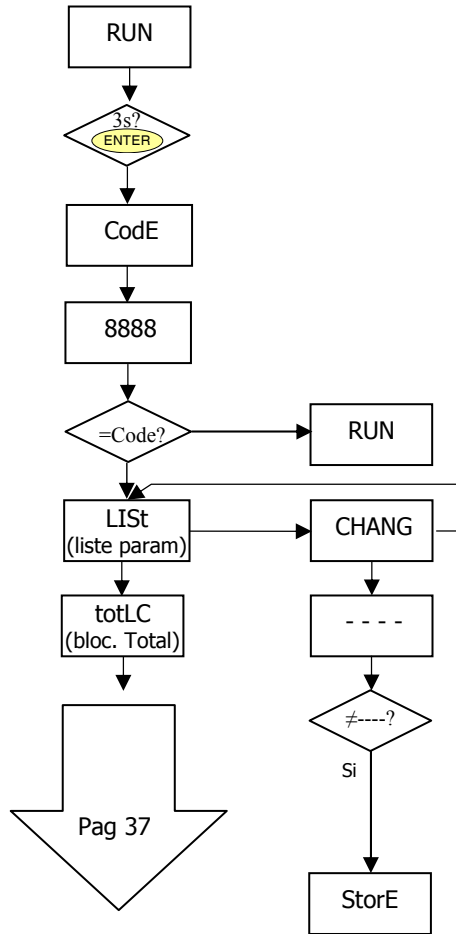 RUN
3s?
ENTER
CodE
8888
=Code?
RUN
LISt
(liste param)
CHANG
totLC
(bloc. Total)
- - - -
≠----?
Si
Pag 37
StorE